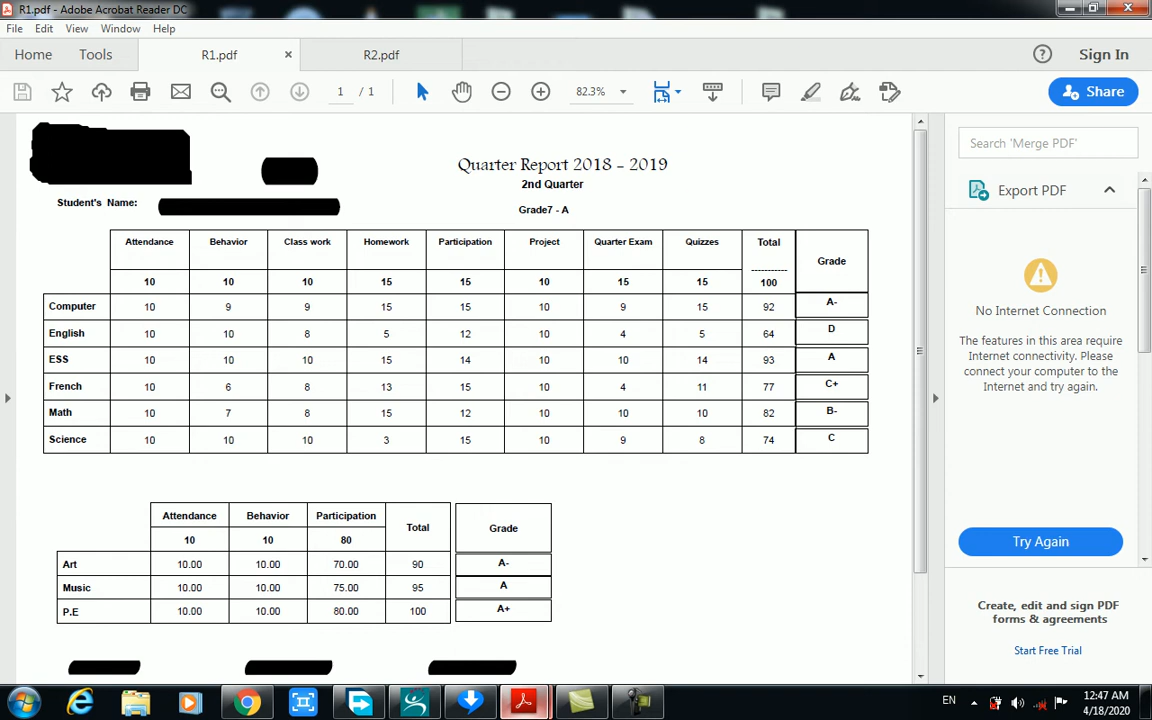 R1.pdf - Adobe Acrobat Reader DC
File Edit View Window Help
Home Tools R1.pdf × R2.pdf ? Sign In
1 / 1 82.3% Share
Quarter Report 2018 - 2019
2nd Quarter
Student's Name:
Grade7 - A
Attendance Behavior Class work Homework Participation Project Quarter Exam Quizzes Total Grade
-----------
10 10 10 15 15 10 15 15 100
Computer 10 9 9 15 15 10 9 15 92 A-
English 10 10 8 5 12 10 4 5 64 D
ESS 10 10 10 15 14 10 10 14 93 A
French 10 6 8 13 15 10 4 11 77 C+
Math 10 7 8 15 12 10 10 10 82 B-
Science 10 10 10 3 15 10 9 8 74 C
Attendance Behavior Participation Total Grade
10 10 80
Art 10.00 10.00 70.00 90 A-
Music 10.00 10.00 75.00 95 A
P.E 10.00 10.00 80.00 100 A+
Search 'Merge PDF'
Export PDF
No Internet Connection
The features in this area require
Internet connectivity. Please
connect your computer to the
Internet and try again.
Try Again
Create, edit and sign PDF
forms & agreements
Start Free Trial
EN
12:47 AM
4/18/2020